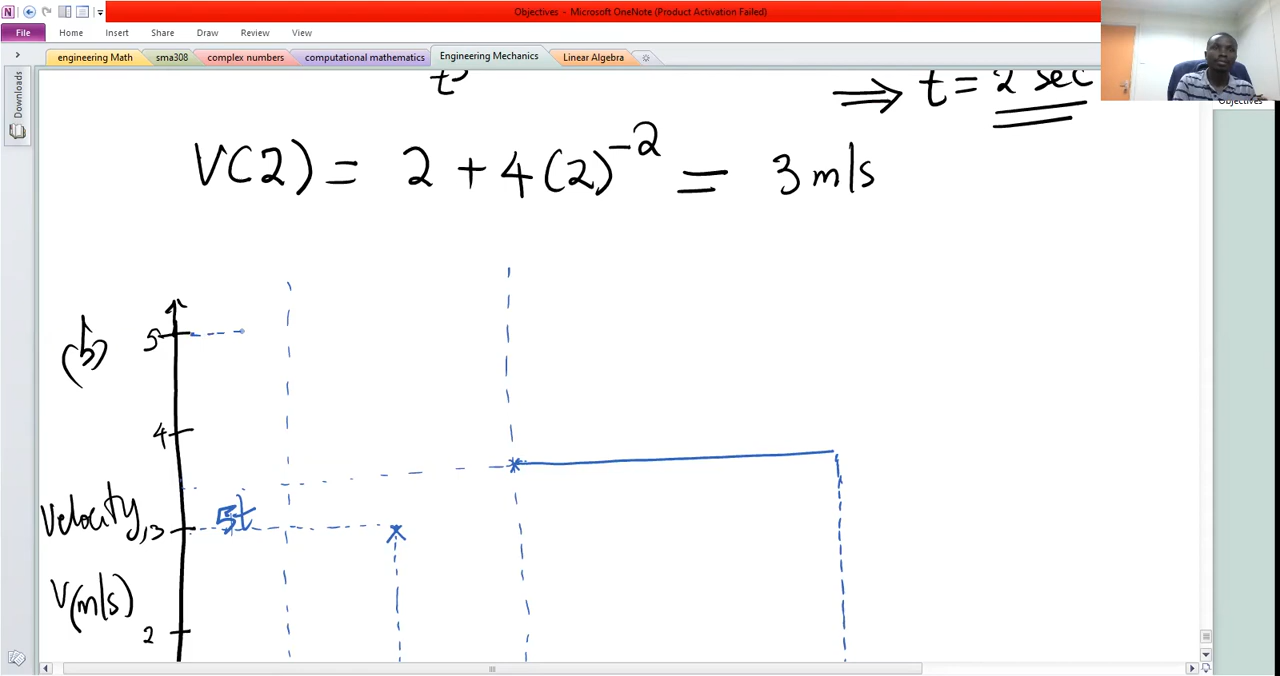 Objectives - Microsoft OneNote (Product Activation Failed)
File Home Insert Share Draw Review View
engineering Math sma308 complex numbers computational mathematics Engineering Mechanics Linear Algebra
Downloads
Objectives
⟹ t = 2 sec
V(2) = 2 + 4(2)^-2 = 3 m/s
(b)
5
4
Velocity, 3
5t
V(m/s)
2